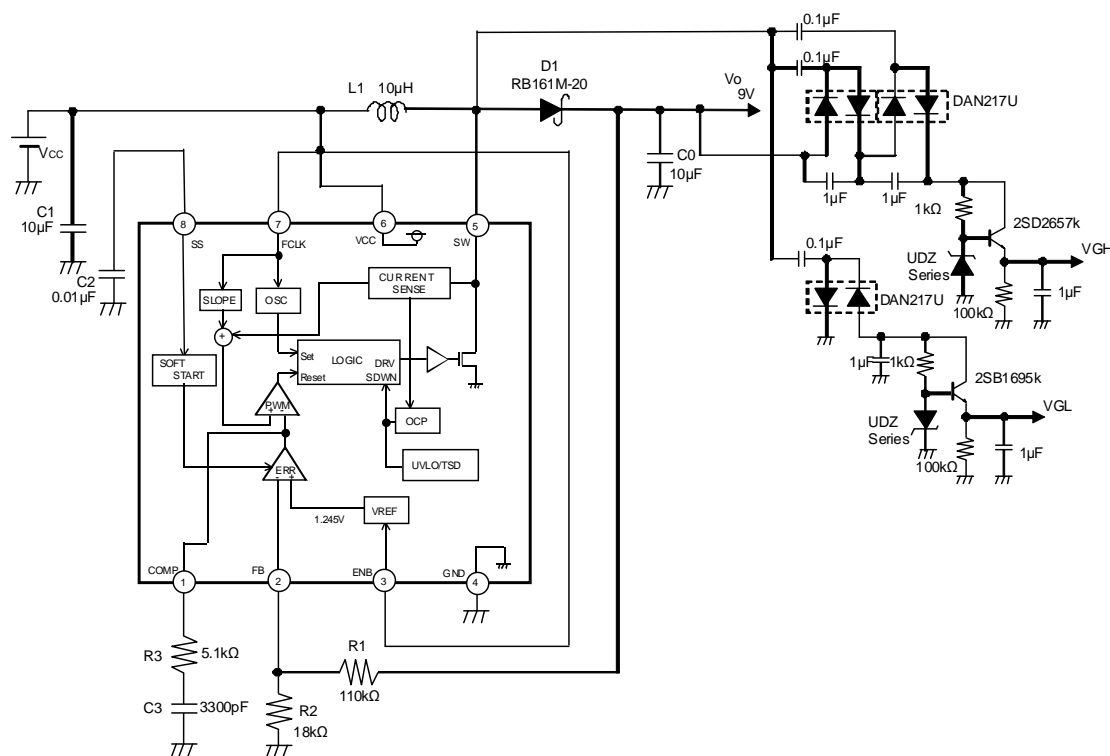 0.1µF
0.1µF
D1
RB161M-20
L1 10µH
Vo
9V
DAN217U
VCC
C0
10µF
1µF
1µF
C1
10µF
8
SS
7
FCLK
6
VCC
5
SW
1kΩ
2SD2657k
VGH
UDZ
Series
100kΩ
1µF
C2
0.01µF
0.1µF
DAN217U
SLOPE
OSC
CURRENT
SENSE
+
SOFT
START
Set
LOGIC
DRV
Reset
SDWN
PWM
+ -
OCP
1µF
1kΩ
2SB1695k
VGL
UDZ
Series
100kΩ
1µF
ERR
- +
UVLO/TSD
1.245V
VREF
COMP
1
FB
2
ENB
3
GND
4
R3
5.1kΩ
R1
110kΩ
C3
3300pF
R2
18kΩ